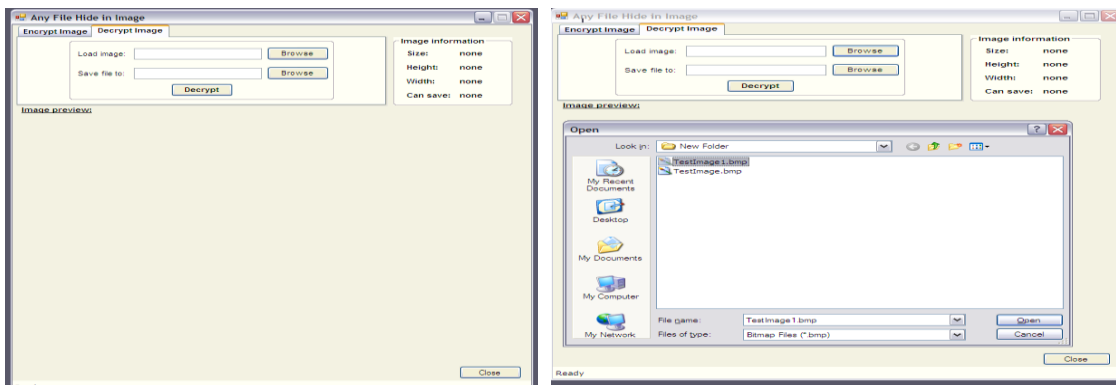 Any File Hide in Image
Encrypt Image Decrypt Image
Load image: Browse
Save file to: Browse
Decrypt
Image information
Size: none
Height: none
Width: none
Can save: none
Image preview:
Close
Any File Hide in Image
Encrypt Image Decrypt Image
Load image: Browse
Save file to: Browse
Decrypt
Image information
Size: none
Height: none
Width: none
Can save: none
Image preview:
Open
Look in: New Folder
TestImage1.bmp
TestImage.bmp
My Recent
Documents
Desktop
My Documents
My Computer
My Network
File name: TestImage1.bmp Open
Files of type: Bitmap Files (*.bmp) Cancel
Close
Ready